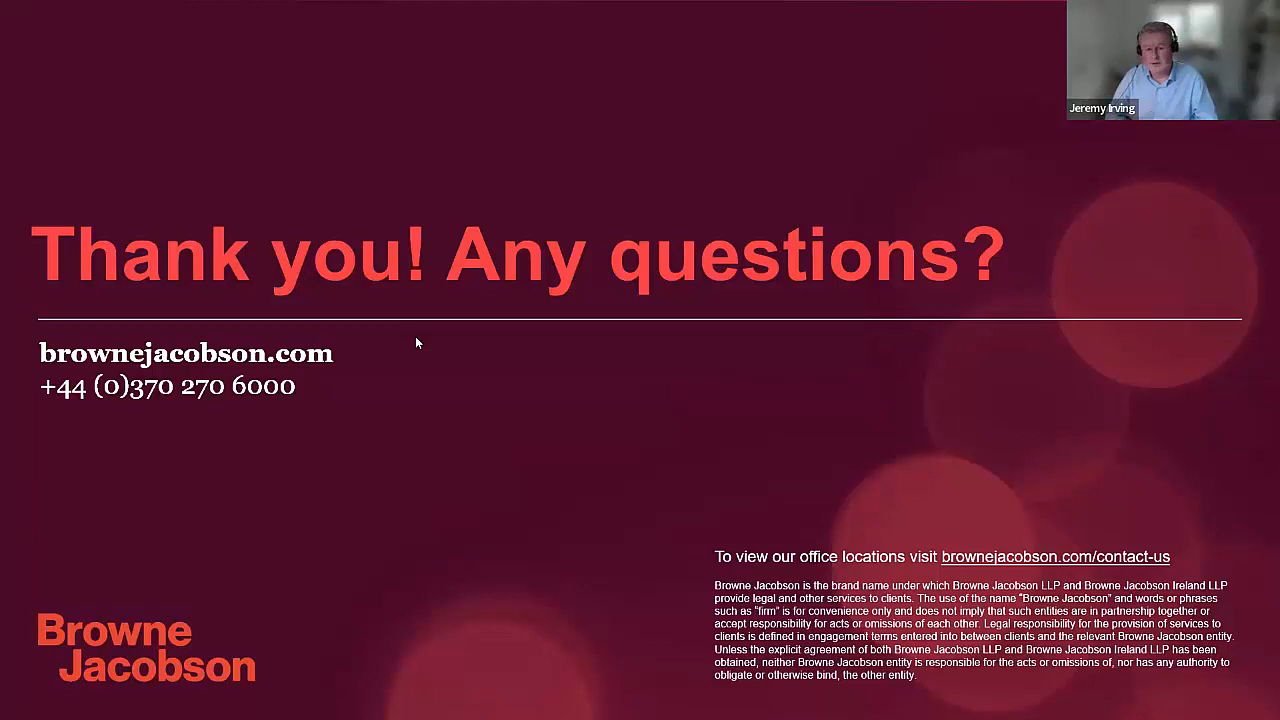 Jeremy Irving
Thank you! Any questions?
brownejacobson.com
+44 (0)370 270 6000
To view our office locations visit brownejacobson.com/contact-us
Browne Jacobson is the brand name under which Browne Jacobson LLP and Browne Jacobson Ireland LLP
provide legal and other services to clients. The use of the name “Browne Jacobson” and words or phrases
such as “firm” is for convenience only and does not imply that such entities are in partnership together or
accept responsibility for acts or omissions of each other. Legal responsibility for the provision of services to
clients is defined in engagement terms entered into between clients and the relevant Browne Jacobson entity.
Unless the explicit agreement of both Browne Jacobson LLP and Browne Jacobson Ireland LLP has been
obtained, neither Browne Jacobson entity is responsible for the acts or omissions of, nor has any authority to
obligate or otherwise bind, the other entity.
Browne
Jacobson